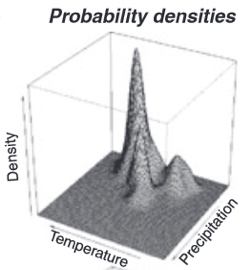 Probability densities
Density
Temperature
Precipitation